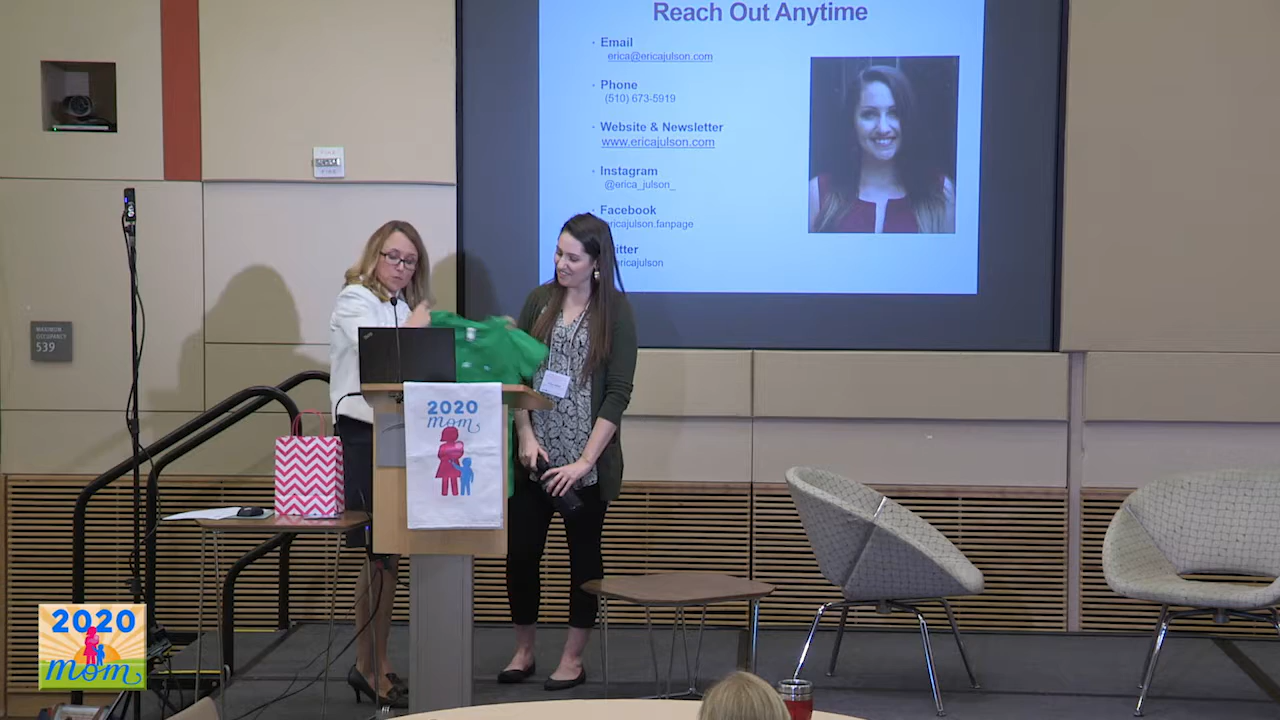 Reach Out Anytime
Email
erica@ericajulson.com
Phone
(510) 673-5919
Website & Newsletter
www.ericajulson.com
Instagram
@erica_julson_
Facebook
ericajulson.fanpage
itter
ericajulson
MAXIMUM
OCCUPANCY
539
FIRE
2020
mom
2020
mom